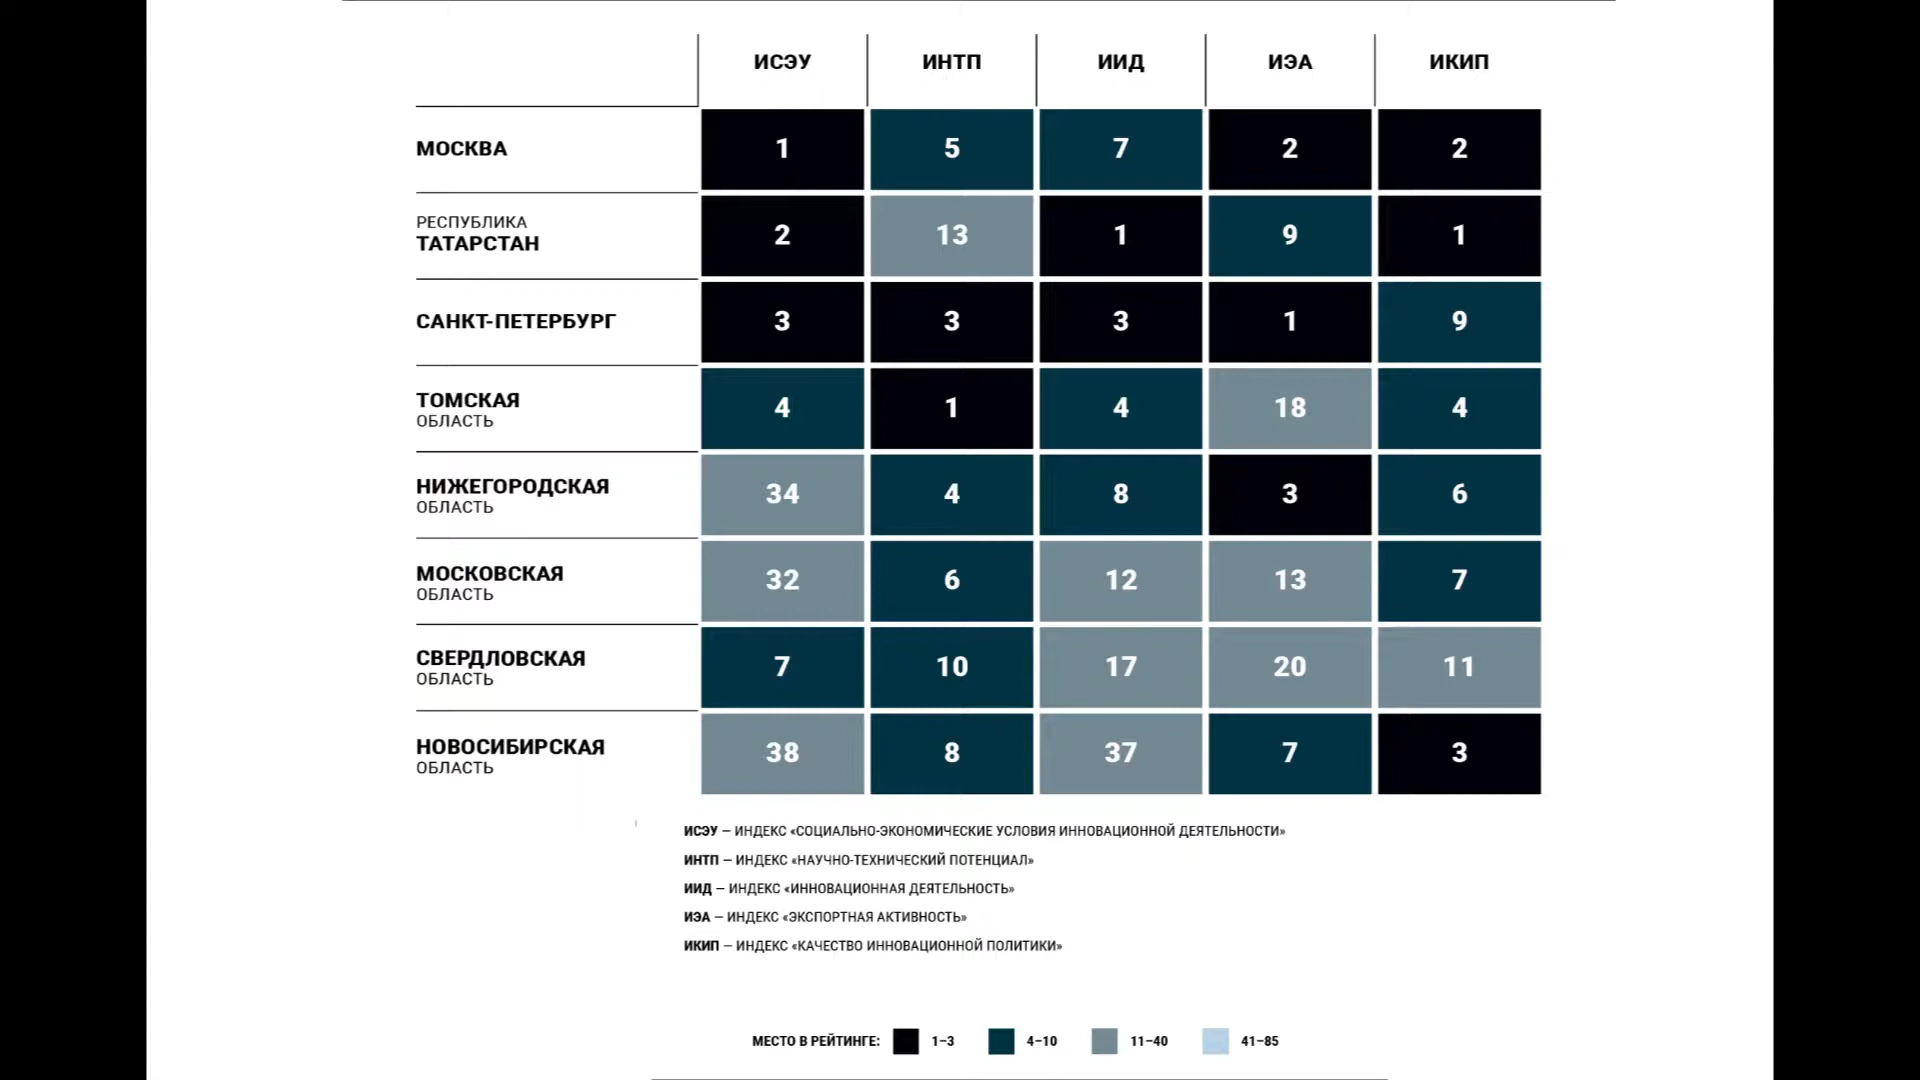 ИСЭУ ИНТП ИИД ИЭА ИКИП
МОСКВА 1 5 7 2 2
РЕСПУБЛИКА
ТАТАРСТАН 2 13 1 9 1
САНКТ-ПЕТЕРБУРГ 3 3 3 1 9
ТОМСКАЯ
ОБЛАСТЬ 4 1 4 18 4
НИЖЕГОРОДСКАЯ
ОБЛАСТЬ 34 4 8 3 6
МОСКОВСКАЯ
ОБЛАСТЬ 32 6 12 13 7
СВЕРДЛОВСКАЯ
ОБЛАСТЬ 7 10 17 20 11
НОВОСИБИРСКАЯ
ОБЛАСТЬ 38 8 37 7 3
ИСЭУ – ИНДЕКС «СОЦИАЛЬНО-ЭКОНОМИЧЕСКИЕ УСЛОВИЯ ИННОВАЦИОННОЙ ДЕЯТЕЛЬНОСТИ»
ИНТП – ИНДЕКС «НАУЧНО-ТЕХНИЧЕСКИЙ ПОТЕНЦИАЛ»
ИИД – ИНДЕКС «ИННОВАЦИОННАЯ ДЕЯТЕЛЬНОСТЬ»
ИЭА – ИНДЕКС «ЭКСПОРТНАЯ АКТИВНОСТЬ»
ИКИП – ИНДЕКС «КАЧЕСТВО ИННОВАЦИОННОЙ ПОЛИТИКИ»
МЕСТО В РЕЙТИНГЕ: 1–3 4–10 11–40 41–85